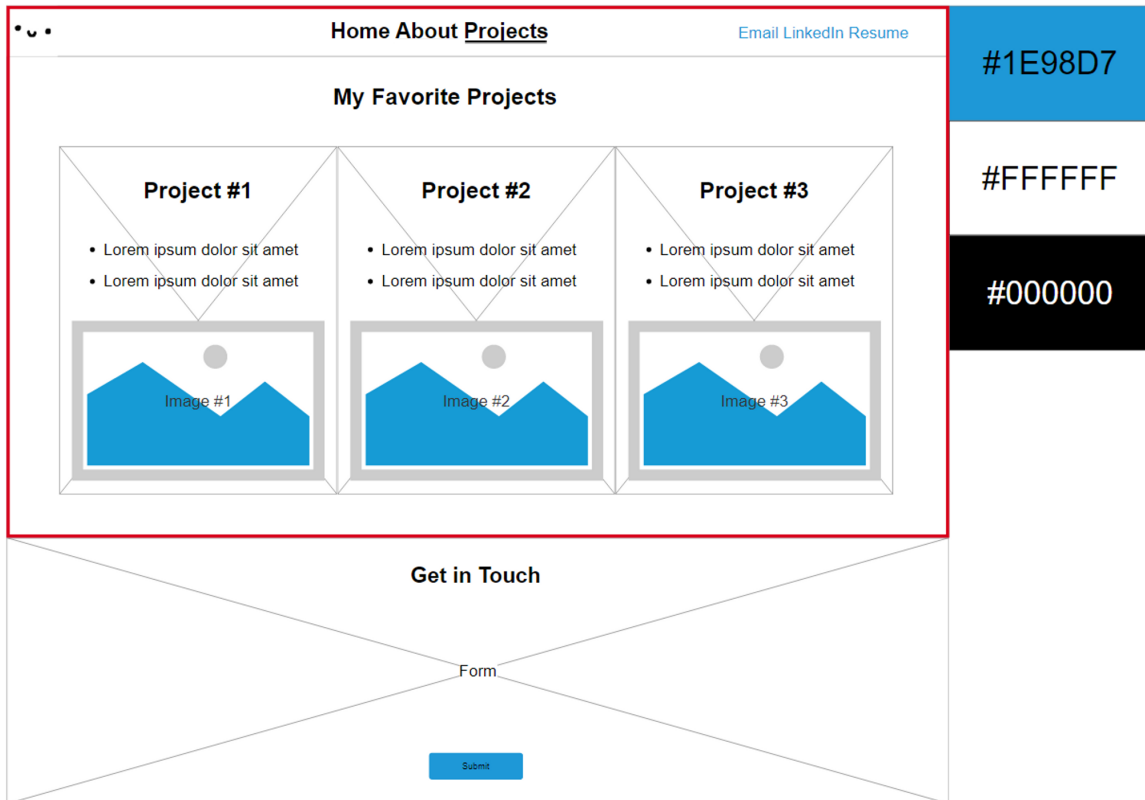 Home About Projects
Email LinkedIn Resume
#1E98D7
My Favorite Projects
#FFFFFF
Project #1
Project #2
Project #3
Lorem ipsum dolor sit amet
Lorem ipsum dolor sit amet
Lorem ipsum dolor sit amet
Lorem ipsum dolor sit amet
Lorem ipsum dolor sit amet
Lorem ipsum dolor sit amet
#000000
Image #1
Image #2
Image #3
Get in Touch
Form
Submit